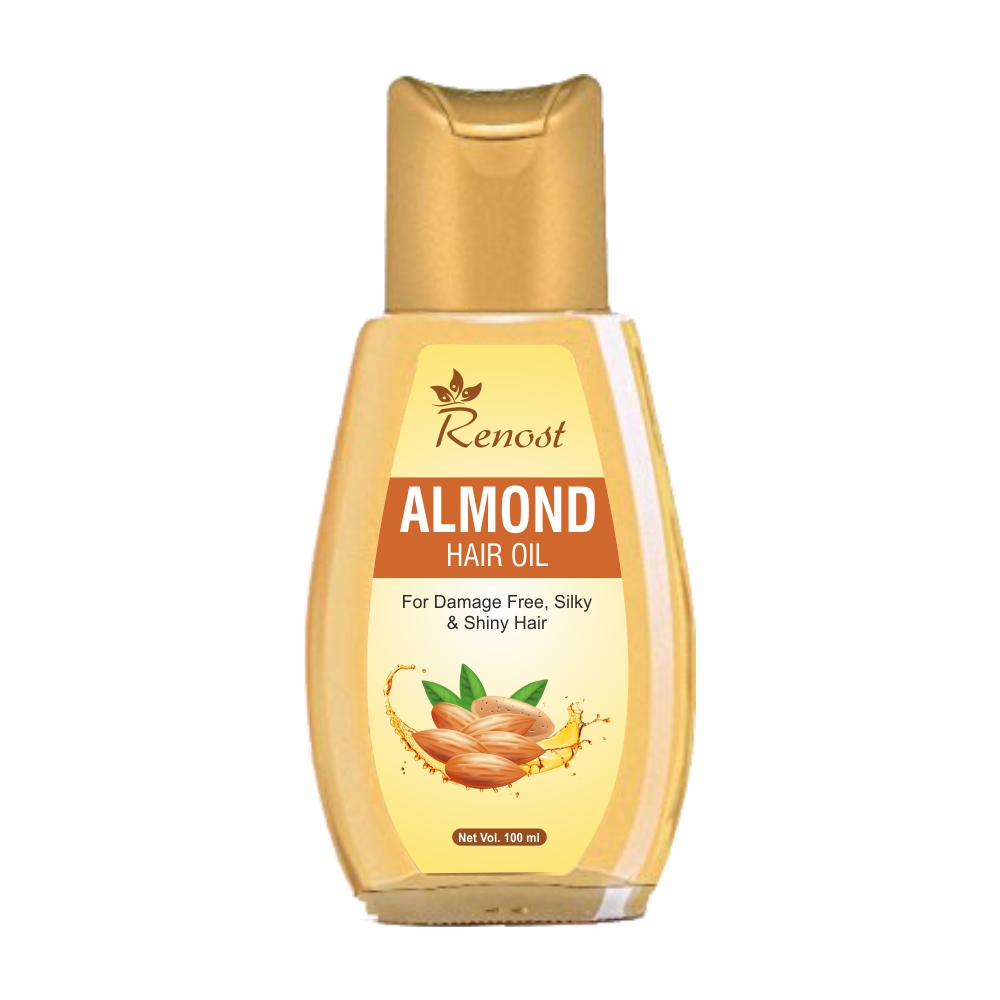 Renost
ALMOND
HAIR OIL
For Damage Free, Silky
& Shiny Hair
Net Vol. 100 ml